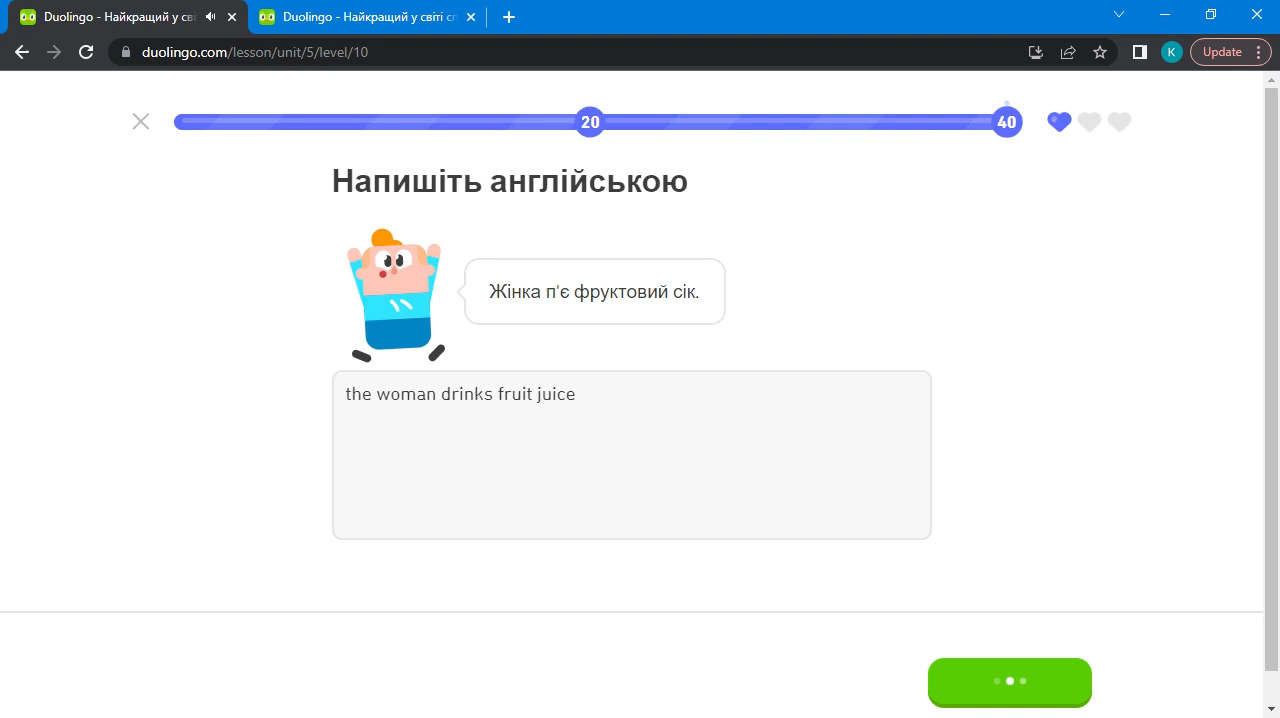 Duolingo - Найкращий у сві
Duolingo - Найкращий у світі сп
duolingo.com/lesson/unit/5/level/10
K
Update
20
40
Напишіть англійською
Жінка п'є фруктовий сік.
the woman drinks fruit juice